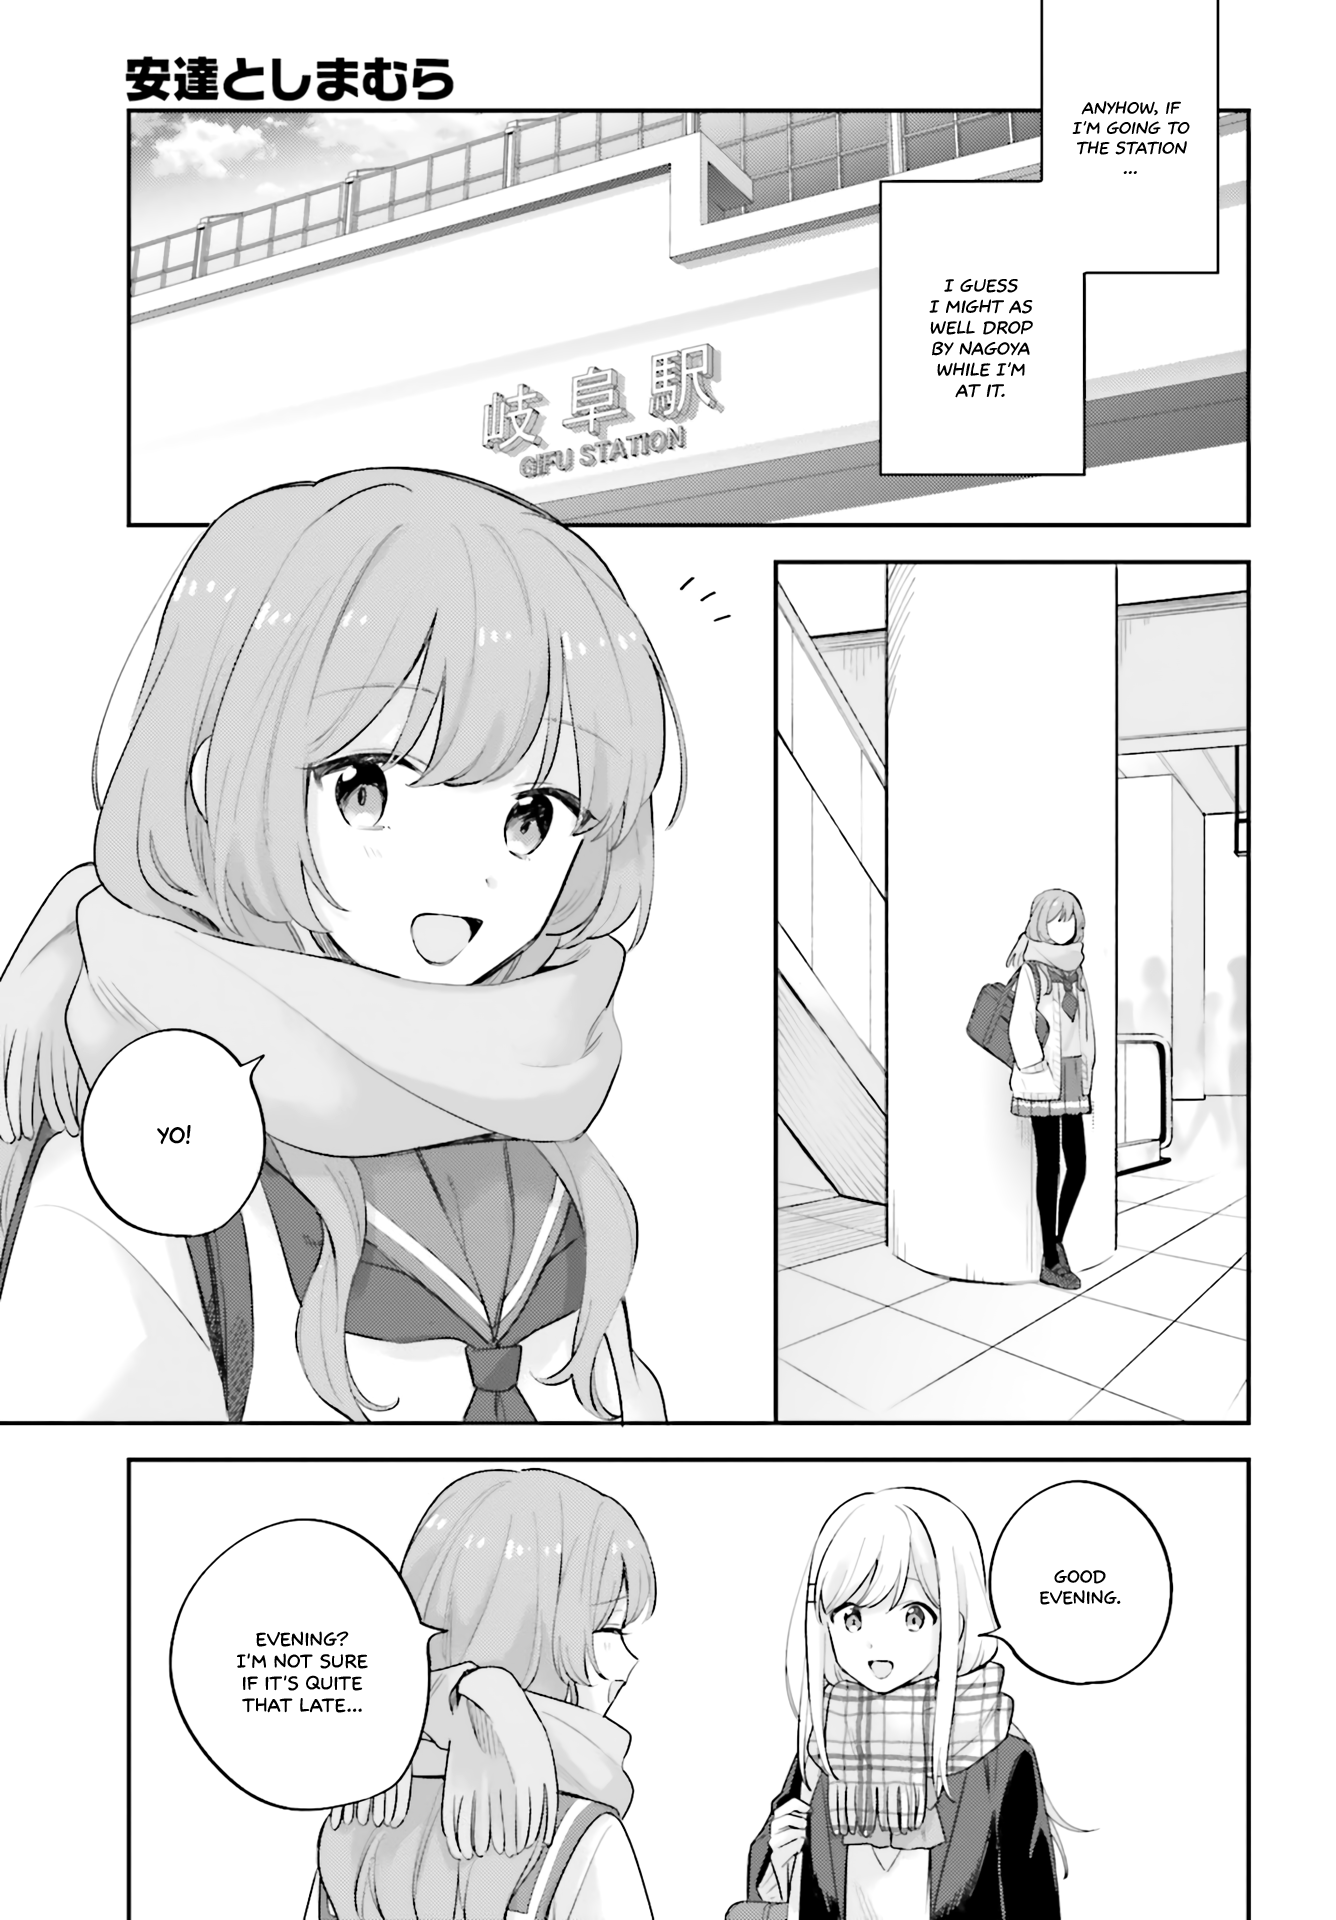 安達としまむら
ANYHOW, IF
I'M GOING TO
THE STATION
...
I GUESS
I MIGHT AS
WELL DROP
BY NAGOYA
WHILE I'M
AT IT.
岐阜駅
GIFU STATION
YO!
GOOD
EVENING.
EVENING?
I'M NOT SURE
IF IT'S QUITE
THAT LATE...